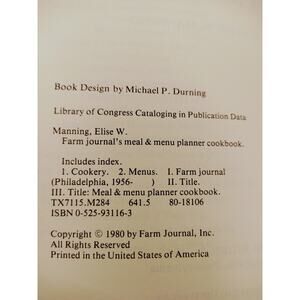 Book Design by Michael P. Durning
Library of Congress Cataloging in Publication Data
Manning, Elise W.
Farm journal's meal & menu planner cookbook.
Includes index.
1. Cookery. 2. Menus. I. Farm journal
(Philadelphia, 1956- ) II. Title.
III. Title: Meal & menu planner cookbook.
TX7115.M284 641.5 80-18106
ISBN 0-525-93116-3
Copyright © 1980 by Farm Journal, Inc.
All Rights Reserved
Printed in the United States of America